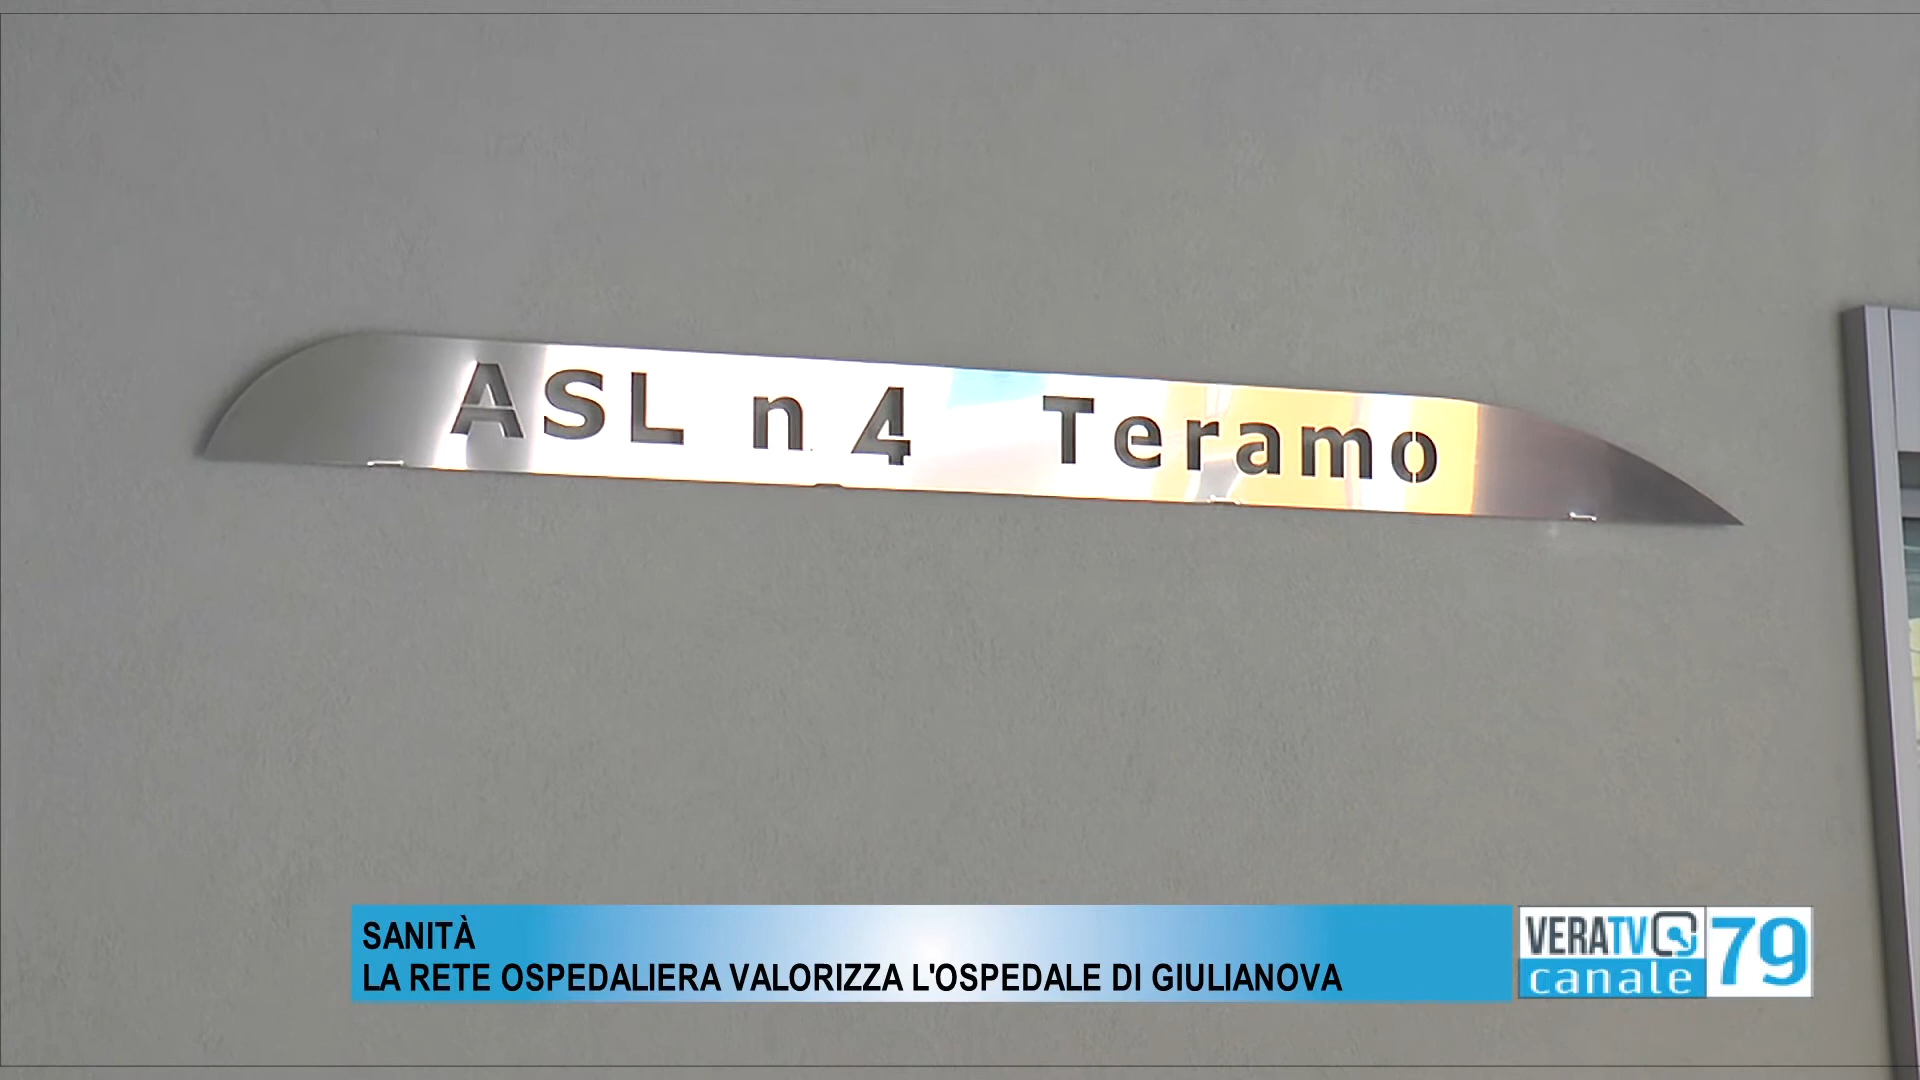 ASL n 4 Teramo
SANITÀ
LA RETE OSPEDALIERA VALORIZZA L'OSPEDALE DI GIULIANOVA
VERATV
canale
79